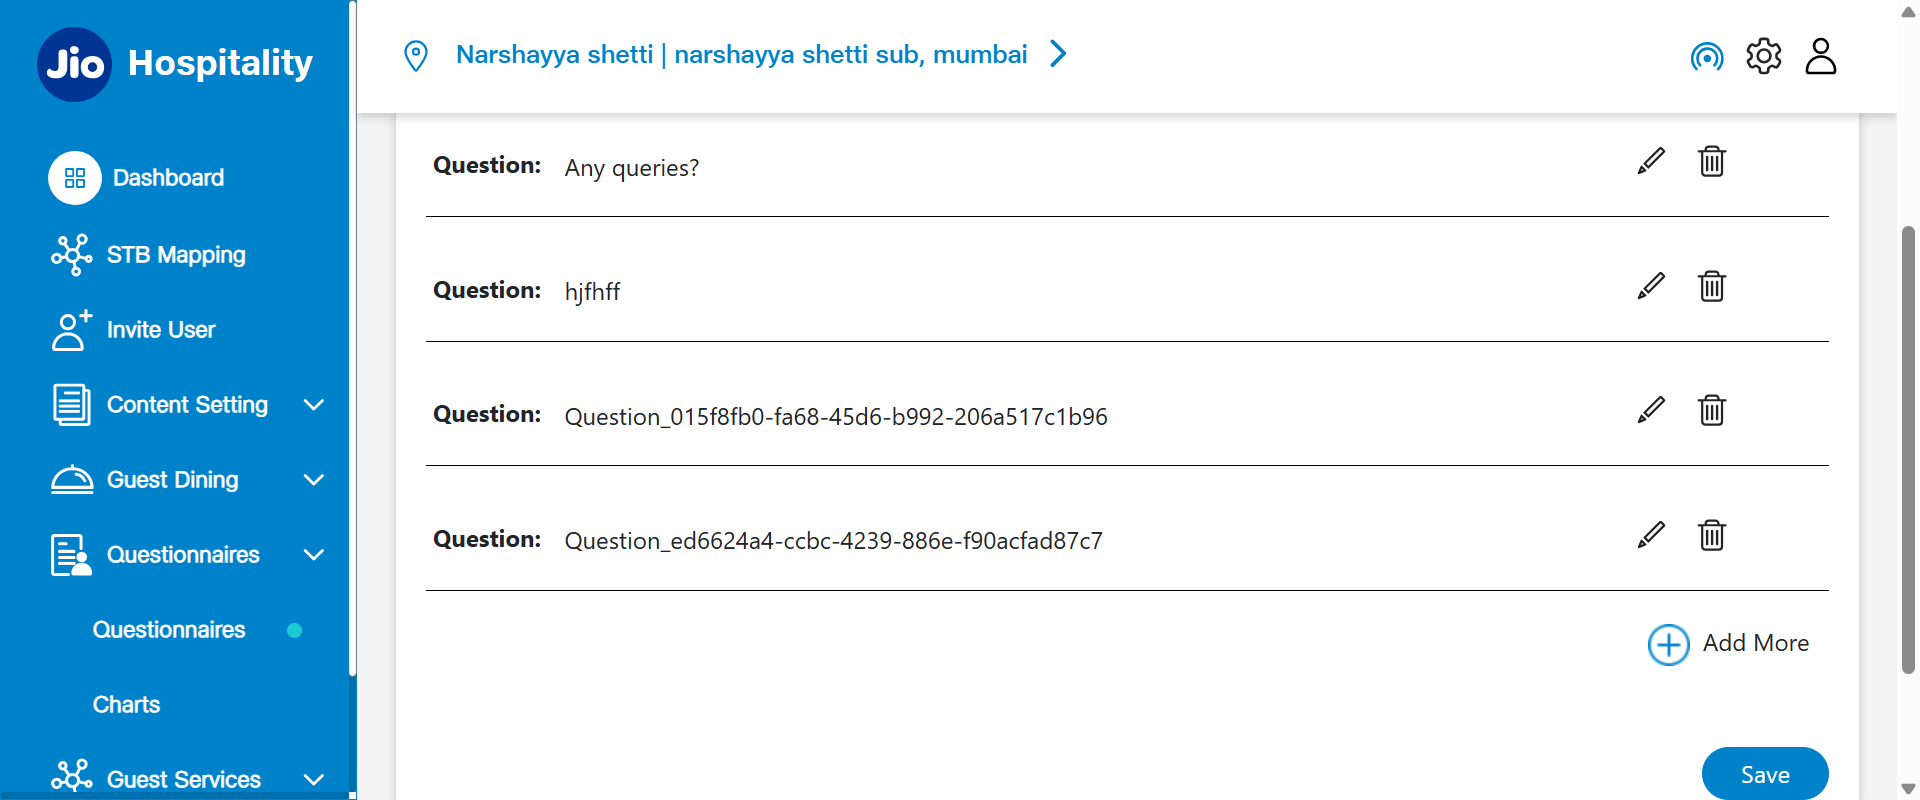 Jio Hospitality
Narshayya shetti | narshayya shetti sub, mumbai
Dashboard
STB Mapping
Invite User
Content Setting
Guest Dining
Questionnaires
Questionnaires
Charts
Guest Services
Question: Any queries?
Question: hjfhff
Question: Question_015f8fb0-fa68-45d6-b992-206a517c1b96
Question: Question_ed6624a4-ccbc-4239-886e-f90acfad87c7
Add More
Save